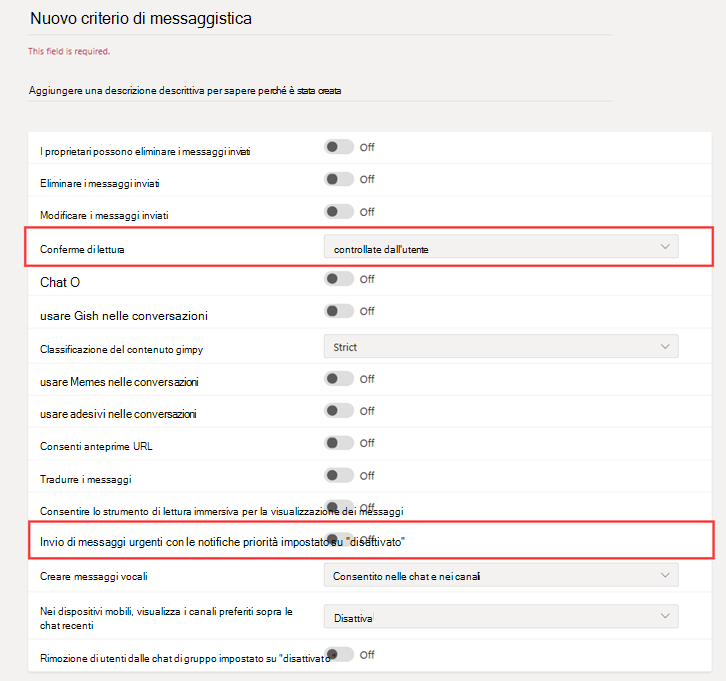 Nuovo criterio di messaggistica
This field is required.
Aggiungere una descrizione descrittiva per sapere perché è stata creata
I proprietari possono eliminare i messaggi inviati Off
Eliminare i messaggi inviati Off
Modificare i messaggi inviati Off
Conferme di lettura controllate dall'utente
Chat O Off
usare Gish nelle conversazioni Off
Classificazione del contenuto gimpy Strict
usare Memes nelle conversazioni Off
usare adesivi nelle conversazioni Off
Consenti anteprime URL Off
Tradurre i messaggi Off
Consentire lo strumento di lettura immersiva per la visualizzazione dei messaggi Off
Invio di messaggi urgenti con le notifiche priorità impostato su "disattivato" Off
Creare messaggi vocali Consentito nelle chat e nei canali
Nei dispositivi mobili, visualizza i canali preferiti sopra le
chat recenti Disattiva
Rimozione di utenti dalle chat di gruppo impostato su "disattivato" Off